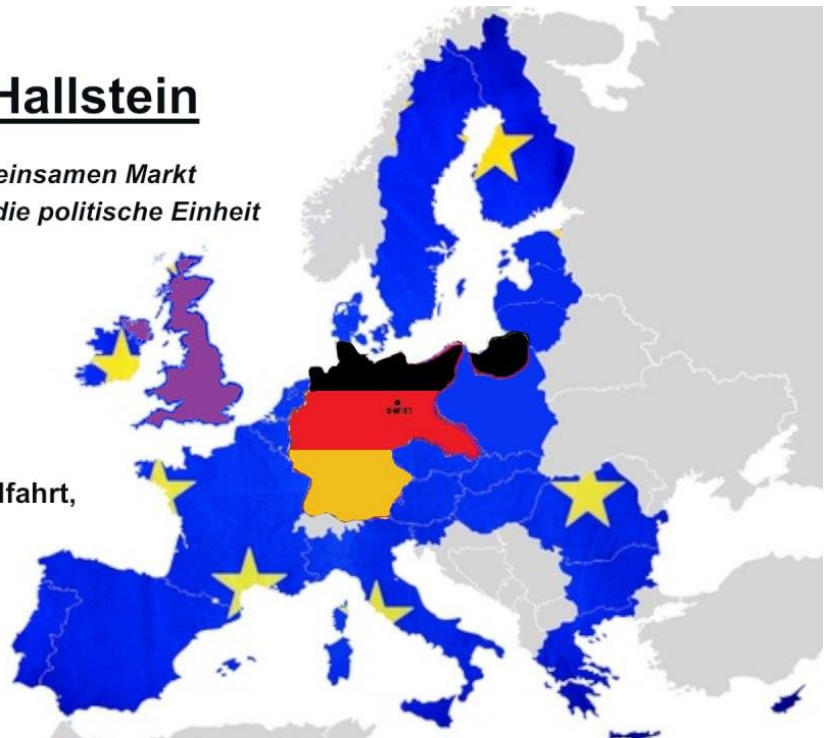 Hallstein
einsamen Markt
die politische Einheit
lfahrt,